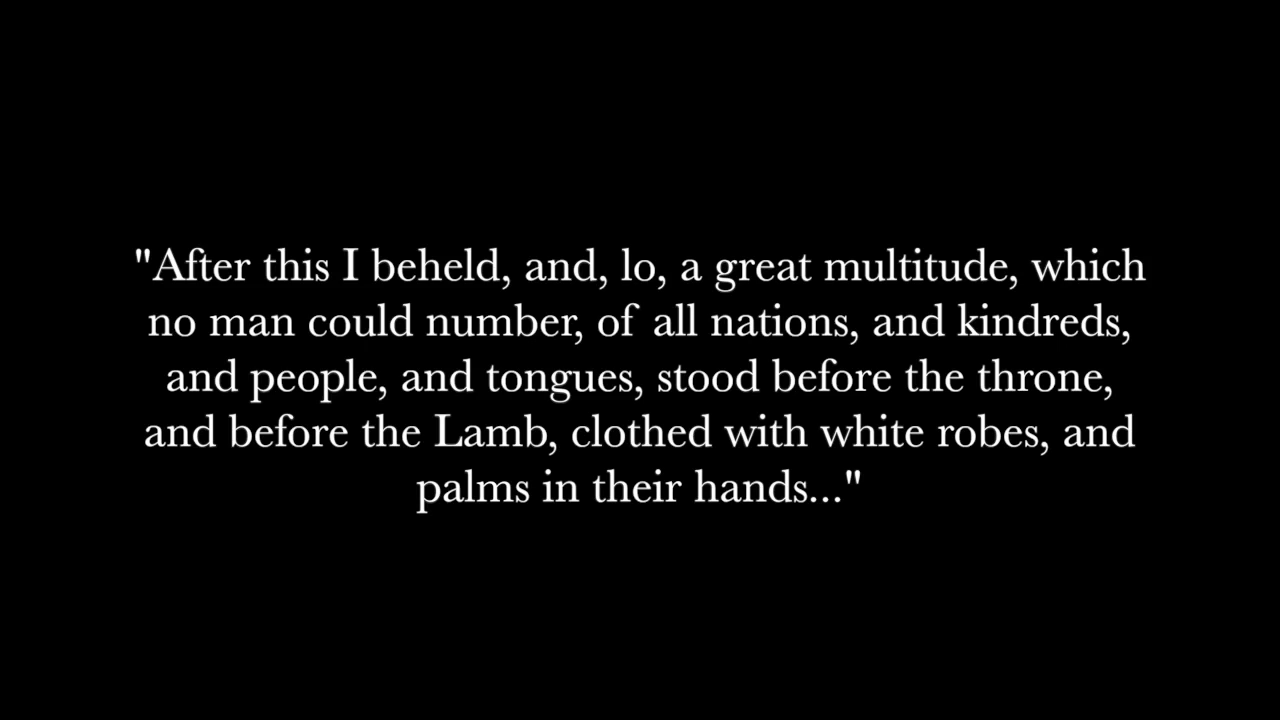 "After this I beheld, and, lo, a great multitude, which
no man could number, of all nations, and kindreds,
and people, and tongues, stood before the throne,
and before the Lamb, clothed with white robes, and
palms in their hands..."